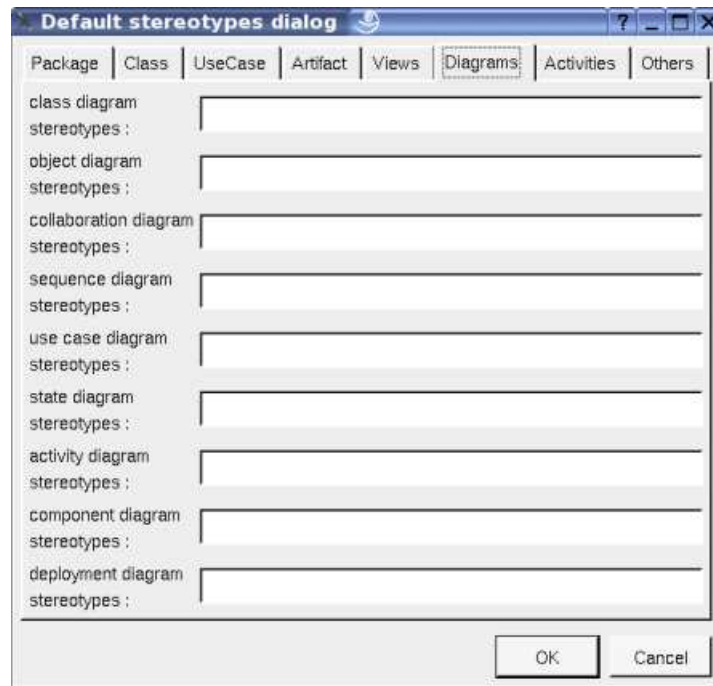 Default stereotypes dialog
Package Class UseCase Artifact Views Diagrams Activities Others
class diagram
stereotypes :
object diagram
stereotypes :
collaboration diagram
stereotypes :
sequence diagram
stereotypes :
use case diagram
stereotypes :
state diagram
stereotypes :
activity diagram
stereotypes :
component diagram
stereotypes :
deployment diagram
stereotypes :
OK Cancel